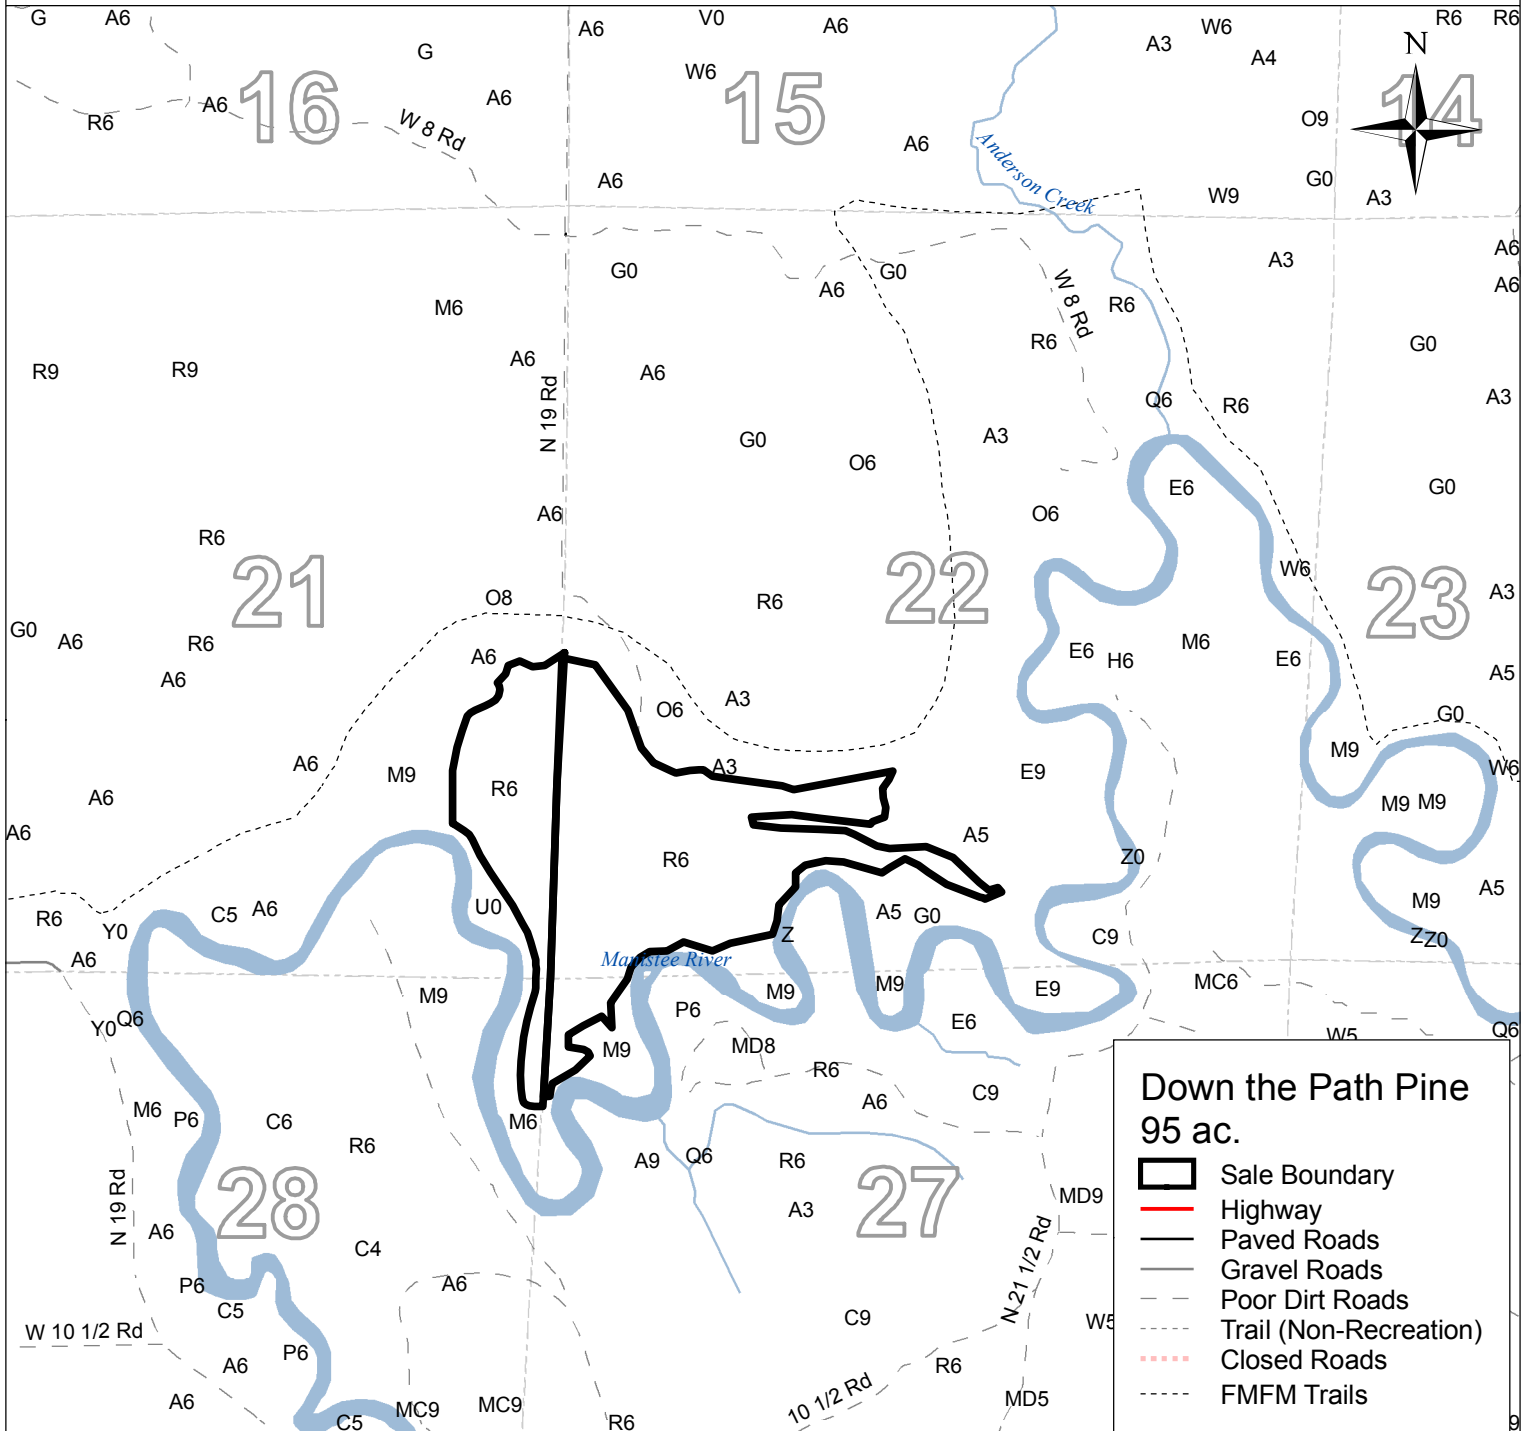 G A6 A6 V0 A6 W6 R6 R6
G W6 A3 A4 N
16 15 14
A6 R6 A6 W 8 Rd A6 O9
Anderson Creek
A6 W9 G0 A3
G0 A6 G0 A3 A6
A6
M6 W 8 Rd R6
R9 R9 A6 A6 R6 G0
N 19 Rd Q6 R6 A3
G0 O6 A3
A6 O6 E6 G0
R6 W6
21 22 23
O8 R6 A3
G0 A6 R6 A6 E6 H6 M6 E6
A6 O6 A3 A5
G0
A6 M9 R6 A3 E9 M9 W6
A6 M9 M9
A6 R6 A5 Z0
R6 Y0 C5 A6 U0 A5 G0 M9 A5
Z C9 Z Z0
A6 Manistee River
M9 M9 M9 E9 MC6
Y0 Q6 P6 E6 W5 Q6
M9 MD8
R6
M6 P6 C6 M6 A6 C9
R6 A9 Q6 R6
28 27
N 19 Rd A3 MD9
A6 C4 N 21 1/2 Rd
P6 A6
C5 C9 W5
W 10 1/2 Rd P6
A6 R6
A6 MC9 MC9 10 1/2 Rd MD5
C5 R6 9
Down the Path Pine
95 ac.
Sale Boundary
Highway
Paved Roads
Gravel Roads
Poor Dirt Roads
Trail (Non-Recreation)
Closed Roads
FMFM Trails